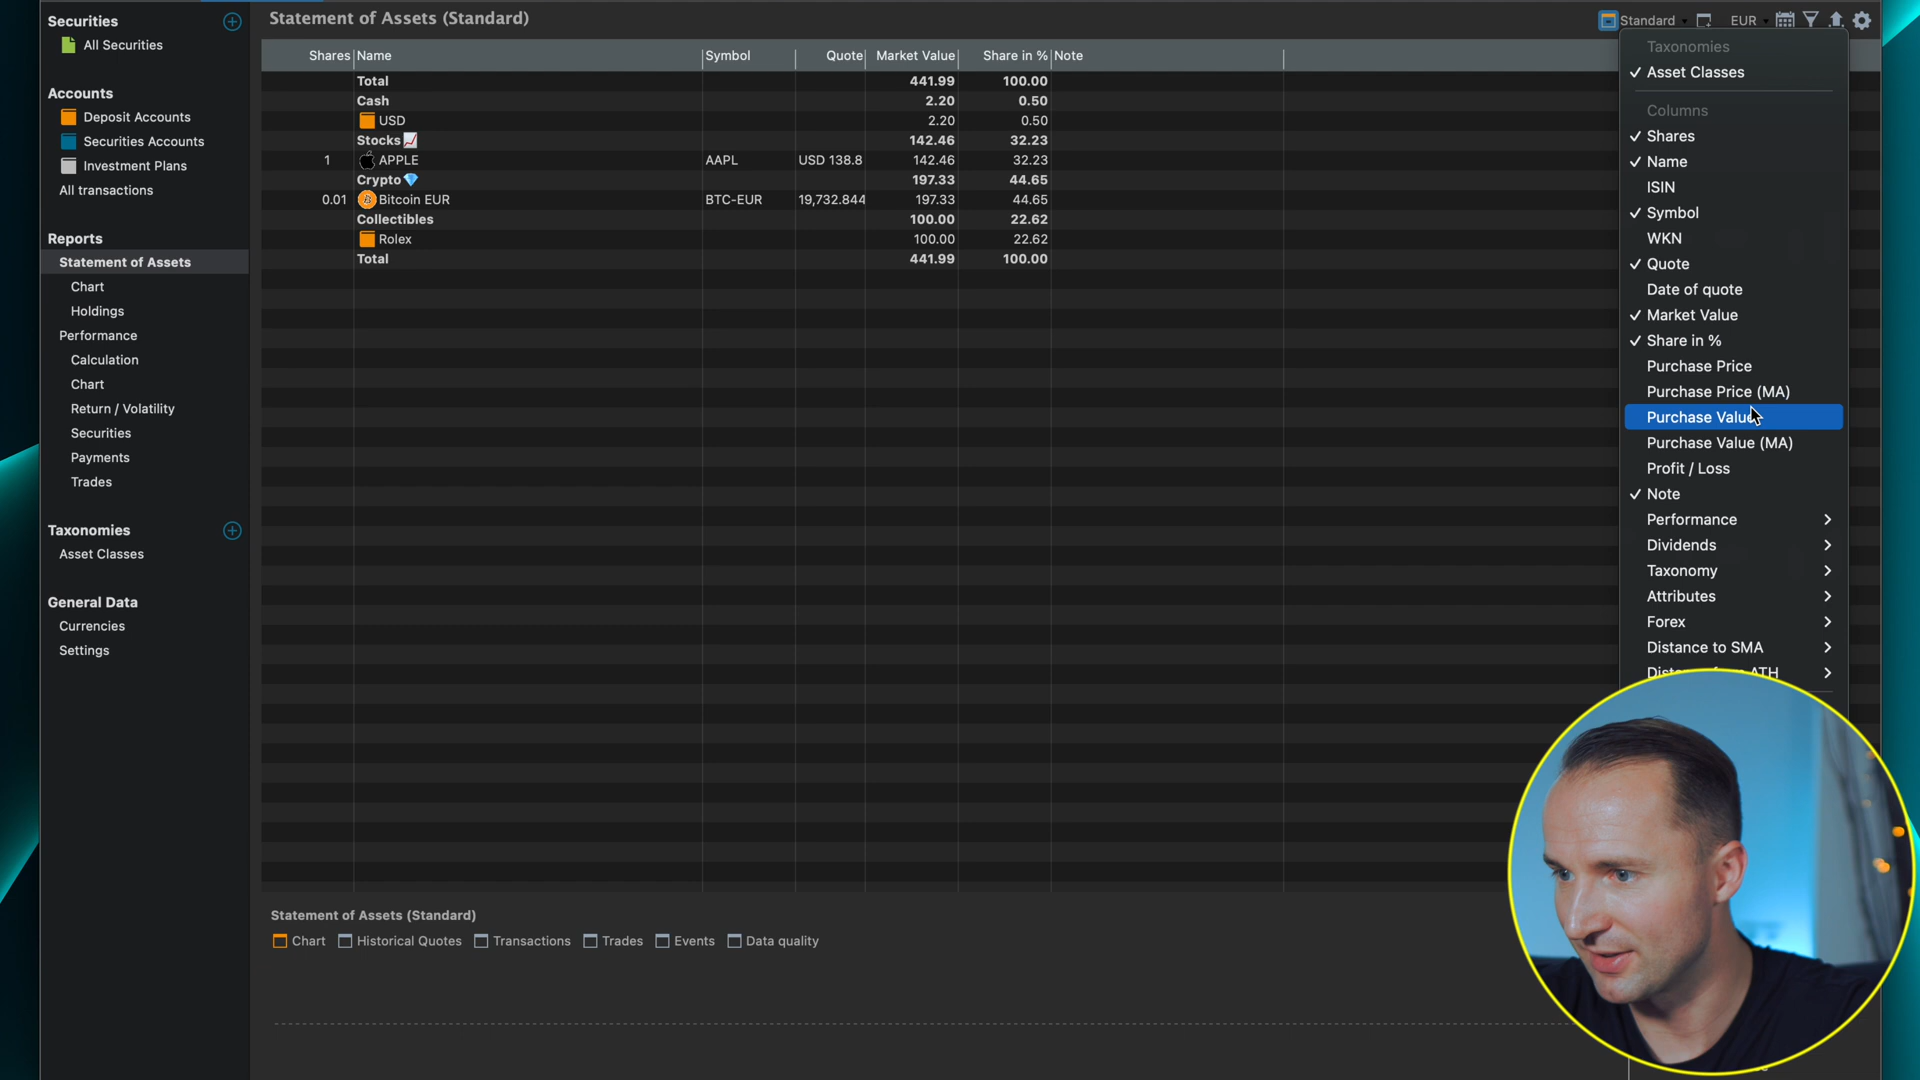 Securities
All Securities
Accounts
Deposit Accounts
Securities Accounts
Investment Plans
All transactions
Reports
Statement of Assets
Chart
Holdings
Performance
Calculation
Chart
Return / Volatility
Securities
Payments
Trades
Taxonomies
Asset Classes
General Data
Currencies
Settings
Statement of Assets (Standard)
Standard EUR
Shares Name Symbol Quote Market Value Share in % Note
Total 441.99 100.00
Cash 2.20 0.50
USD 2.20 0.50
Stocks📈 142.46 32.23
1 APPLE AAPL USD 138.8 142.46 32.23
Crypto💎 197.33 44.65
0.01 Bitcoin EUR BTC-EUR 19,732.844 197.33 44.65
Collectibles 100.00 22.62
Rolex 100.00 22.62
Total 441.99 100.00
Taxonomies
✓ Asset Classes
Columns
✓ Shares
✓ Name
ISIN
✓ Symbol
WKN
✓ Quote
Date of quote
✓ Market Value
✓ Share in %
Purchase Price
Purchase Price (MA)
Purchase Value
Purchase Value (MA)
Profit / Loss
✓ Note
Performance
Dividends
Taxonomy
Attributes
Forex
Distance to SMA
ATH
Statement of Assets (Standard)
Chart Historical Quotes Transactions Trades Events Data quality